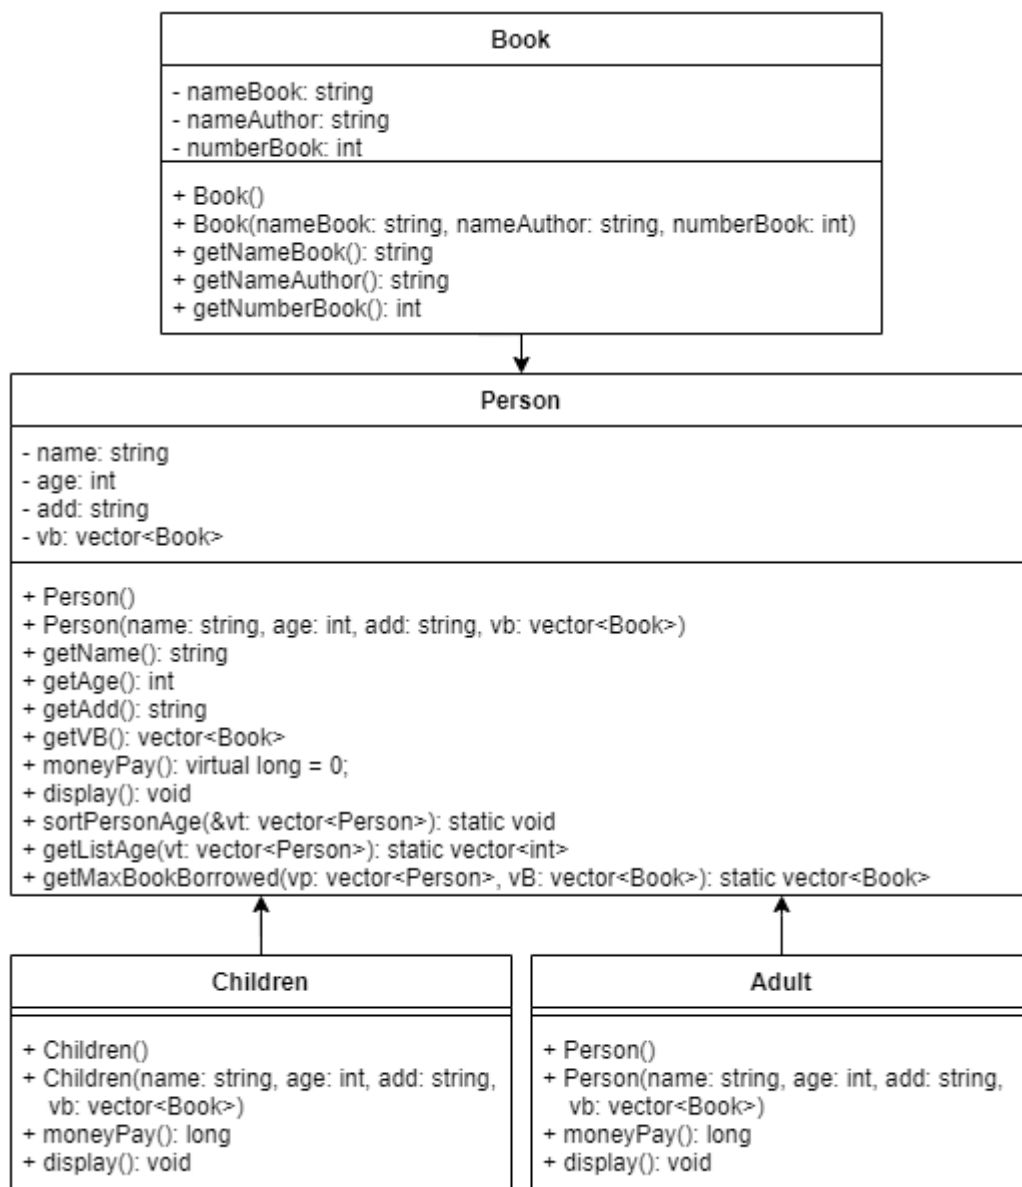 Book
- nameBook: string
- nameAuthor: string
- numberBook: int
+ Book()
+ Book(nameBook: string, nameAuthor: string, numberBook: int)
+ getNameBook(): string
+ getNameAuthor(): string
+ getNumberBook(): int
Person
- name: string
- age: int
- add: string
- vb: vector<Book>
+ Person()
+ Person(name: string, age: int, add: string, vb: vector<Book>)
+ getName(): string
+ getAge(): int
+ getAdd(): string
+ getVB(): vector<Book>
+ moneyPay(): virtual long = 0;
+ display(): void
+ sortPersonAge(&vt: vector<Person>): static void
+ getListAge(vt: vector<Person>): static vector<int>
+ getMaxBookBorrowed(vp: vector<Person>, vB: vector<Book>): static vector<Book>
Children
+ Children()
+ Children(name: string, age: int, add: string,
vb: vector<Book>)
+ moneyPay(): long
+ display(): void
Adult
+ Person()
+ Person(name: string, age: int, add: string,
vb: vector<Book>)
+ moneyPay(): long
+ display(): void